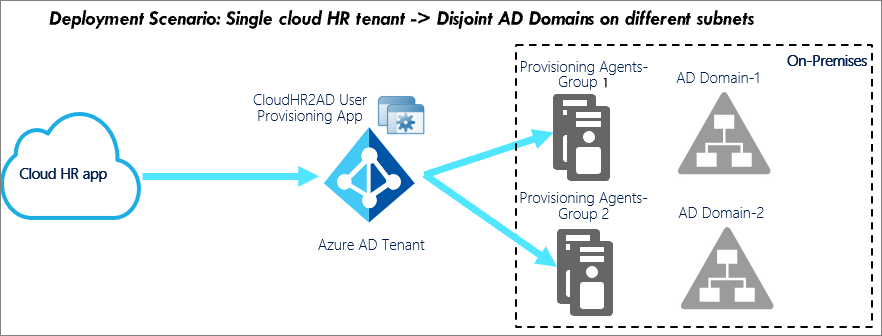 Deployment Scenario: Single cloud HR tenant -> Disjoint AD Domains on different subnets
On-Premises
Provisioning Agents-
Group 1
AD Domain-1
CloudHR2AD User
Provisioning App
Cloud HR app
Provisioning Agents-
Group 2
AD Domain-2
Azure AD Tenant